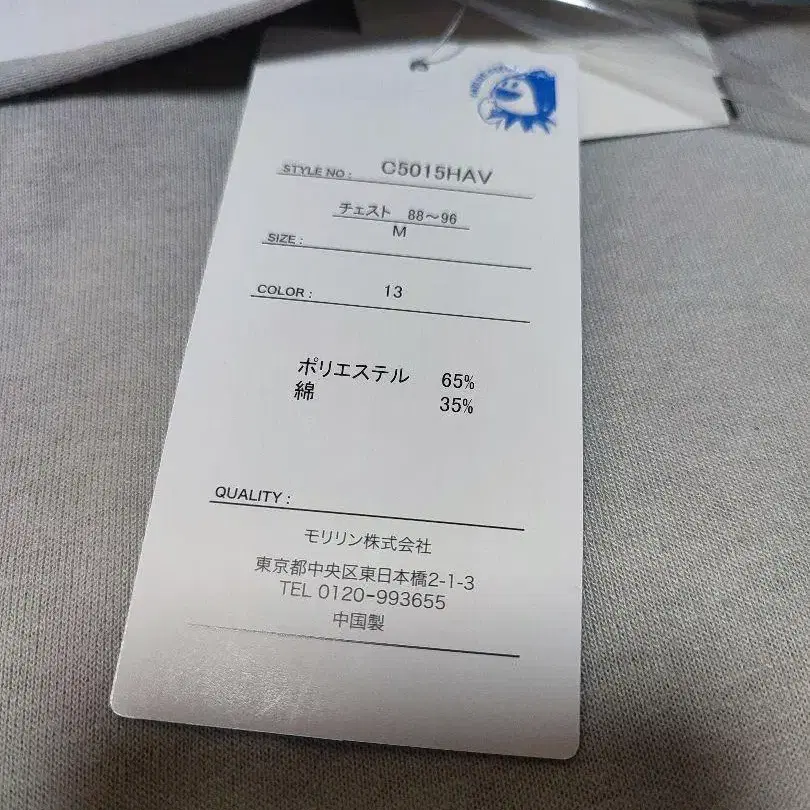 STYLE NO : C5015HAV
チェスト 88～96
SIZE : M
COLOR : 13
ポリエステル 65%
綿 35%
QUALITY :
モリリン株式会社
東京都中央区東日本橋2-1-3
TEL 0120-993655
中国製